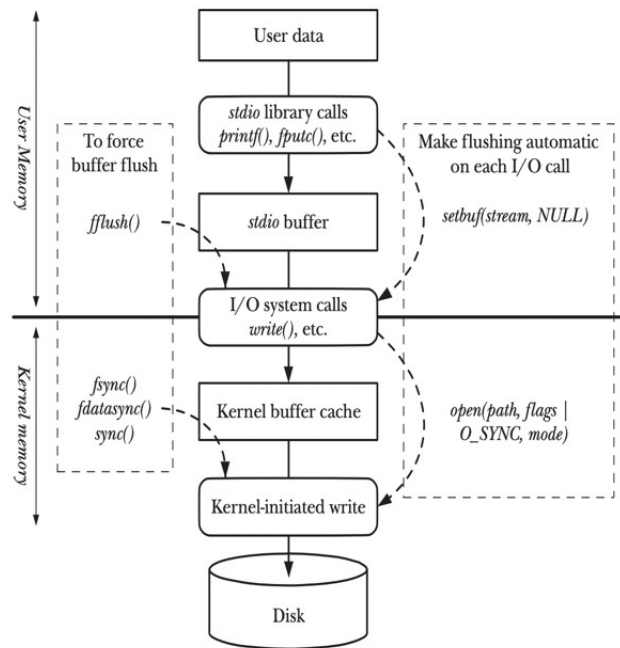 User data
stdio library calls
printf(), fputc(), etc.
stdio buffer
I/O system calls
write(), etc.
Kernel buffer cache
Kernel-initiated write
Disk
User Memory
Kernel memory
To force
buffer flush
fflush()
fsync()
fdatasync()
sync()
Make flushing automatic
on each I/O call
setbuf(stream, NULL)
open(path, flags |
O_SYNC, mode)